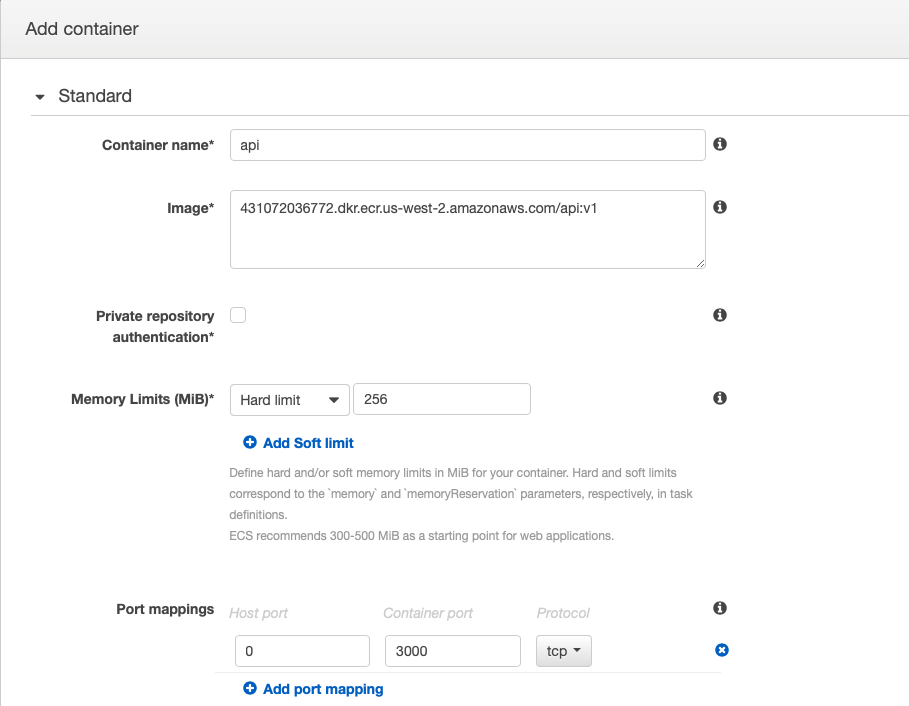 Add container
Standard
Container name*
api
Image*
431072036772.dkr.ecr.us-west-2.amazonaws.com/api:v1
Private repository
authentication*
Memory Limits (MiB)*
Hard limit
256
Add Soft limit
Define hard and/or soft memory limits in MiB for your container. Hard and soft limits
correspond to the `memory` and `memoryReservation` parameters, respectively, in task
definitions.
ECS recommends 300-500 MiB as a starting point for web applications.
Port mappings
Host port
Container port
Protocol
0
3000
tcp
Add port mapping